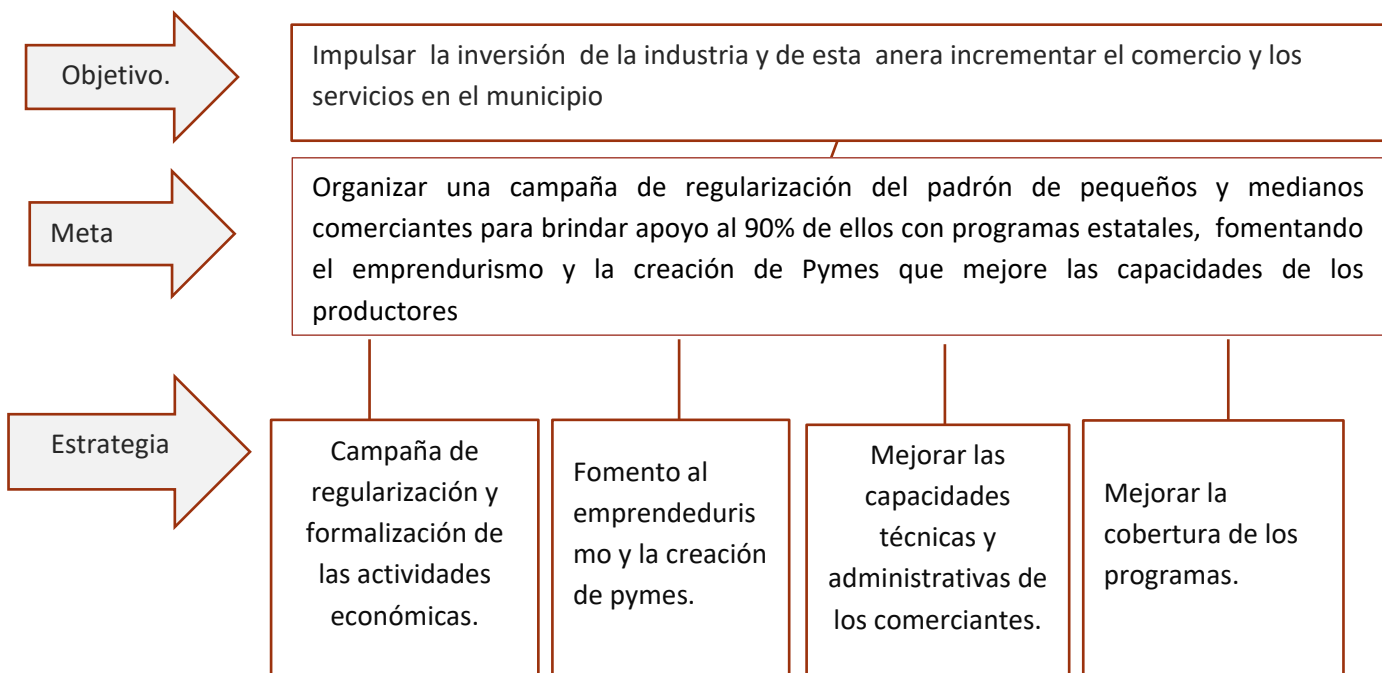 Objetivo.
Impulsar la inversión de la industria y de esta anera incrementar el comercio y los
servicios en el municipio
Meta
Organizar una campaña de regularización del padrón de pequeños y medianos
comerciantes para brindar apoyo al 90% de ellos con programas estatales, fomentando
el emprendurismo y la creación de Pymes que mejore las capacidades de los
productores
Estrategia
Campaña de
regularización y
formalización de
las actividades
económicas.
Fomento al
emprendeduris
mo y la creación
de pymes.
Mejorar las
capacidades
técnicas y
administrativas de
los comerciantes.
Mejorar la
cobertura de los
programas.